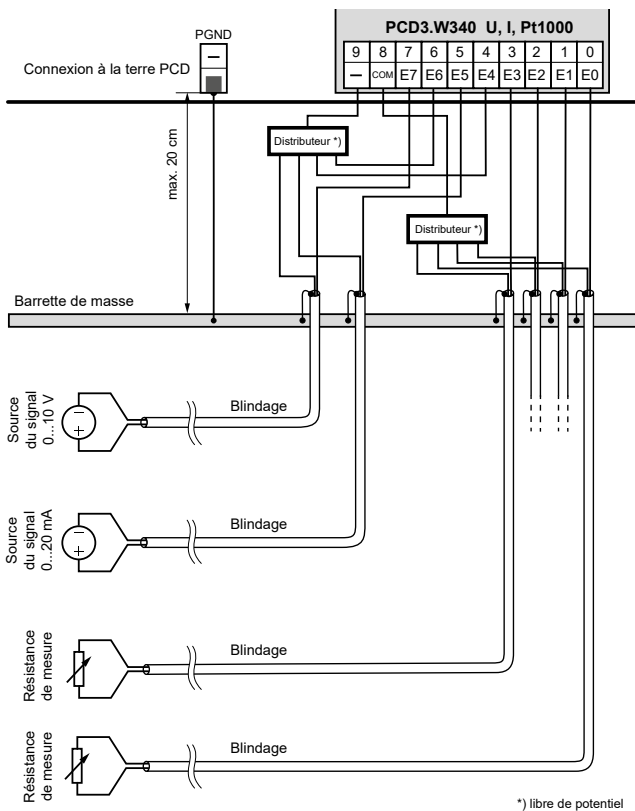 PGND
–
Connexion à la terre PCD
PCD3.W340 U, I, Pt1000
9 8 7 6 5 4 3 2 1 0
– COM E7 E6 E5 E4 E3 E2 E1 E0
max. 20 cm
Distributeur *)
Distributeur *)
Barrette de masse
Source
du signal
0...10 V
–
+
Blindage
Source
du signal
0...20 mA
–
+
Blindage
Résistance
de mesure
Blindage
Résistance
de mesure
Blindage
*) libre de potentiel